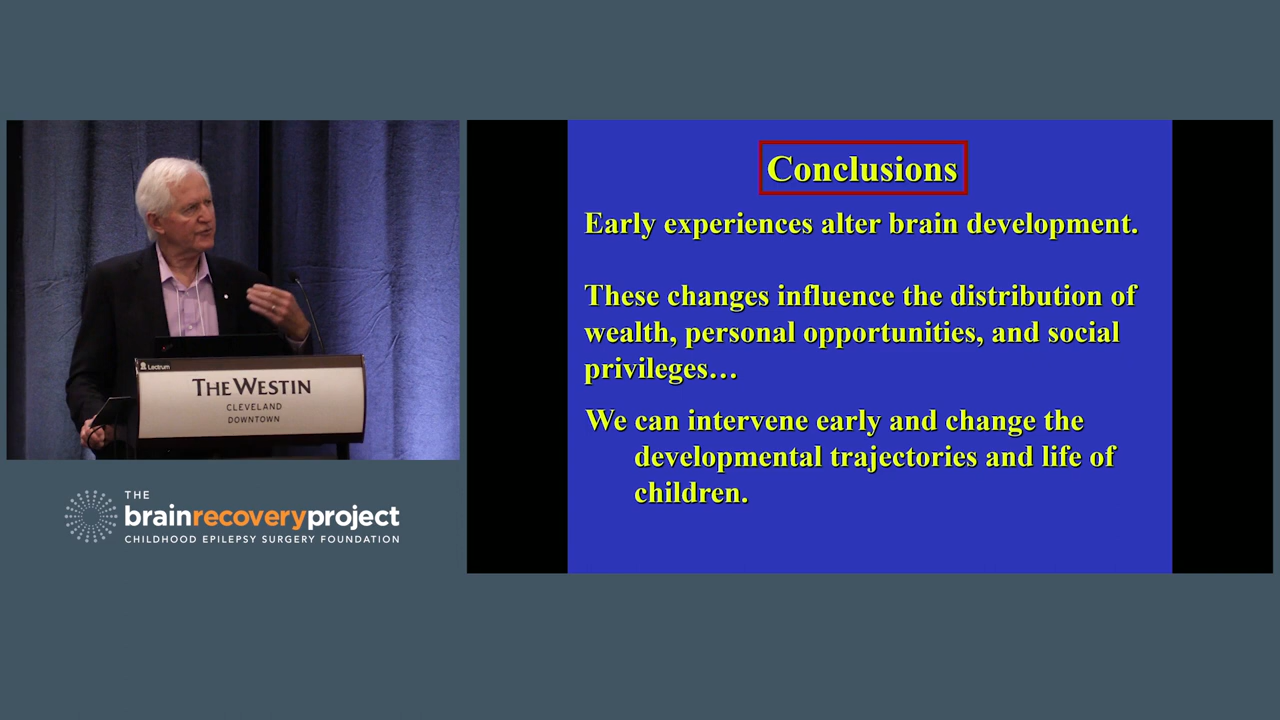 Lectrum
THE WESTIN
CLEVELAND
DOWNTOWN
THE
brainrecoveryproject
CHILDHOOD EPILEPSY SURGERY FOUNDATION
Conclusions
Early experiences alter brain development.
These changes influence the distribution of
wealth, personal opportunities, and social
privileges…
We can intervene early and change the
developmental trajectories and life of
children.